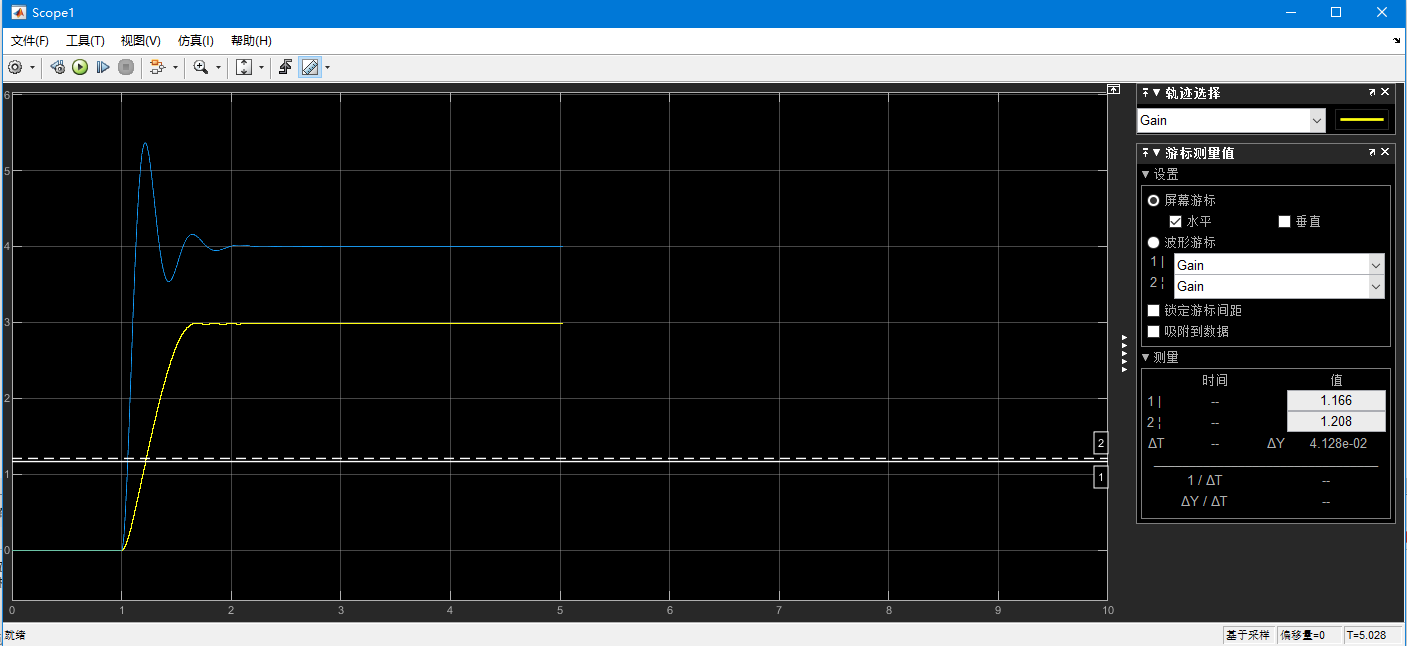 Scope1
文件(F) 工具(T) 视图(V) 仿真(I) 帮助(H)
6
5
4
3
2
1
0
0 1 2 3 4 5 6 7 8 9 10
2
1
轨迹选择
Gain
游标测量值
设置
屏幕游标
水平 垂直
波形游标
1 | Gain
2 ¦ Gain
锁定游标间距
吸附到数据
测量
时间 值
1 | -- 1.166
2 ¦ -- 1.208
ΔT -- ΔY 4.128e-02
1 / ΔT --
ΔY / ΔT --
就绪 基于采样 偏移量=0 T=5.028